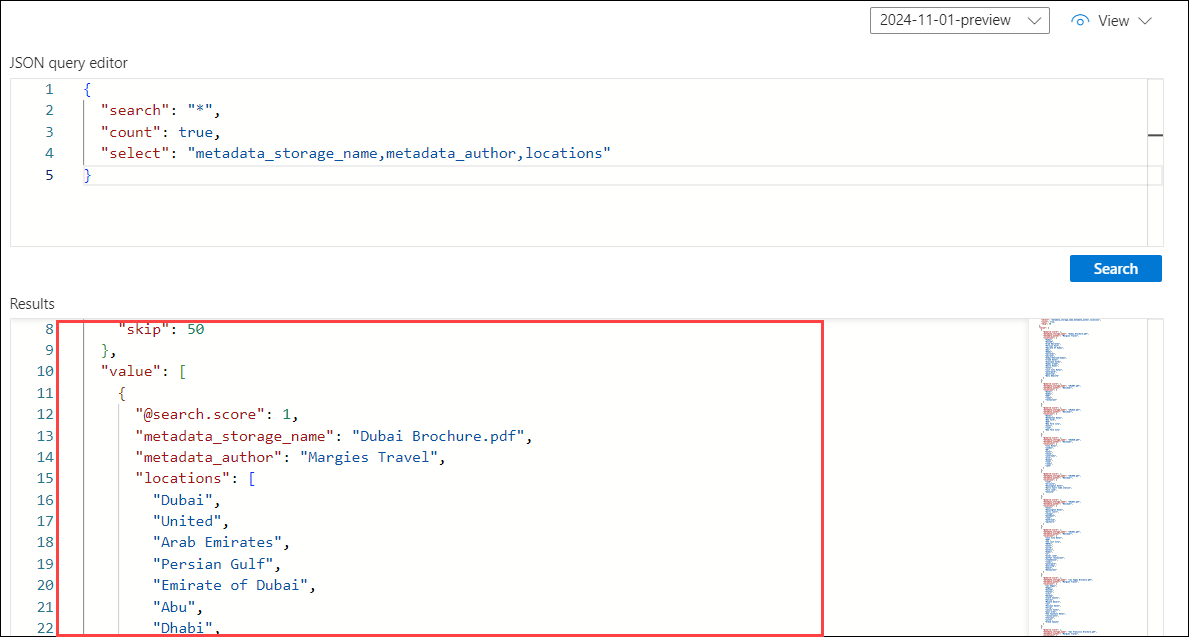 2024-11-01-preview View
JSON query editor
1 {
2 "search": "*",
3 "count": true,
4 "select": "metadata_storage_name,metadata_author,locations"
5 }
Search
Results
8 "skip": 50
9 },
10 "value": [
11 {
12 "@search.score": 1,
13 "metadata_storage_name": "Dubai Brochure.pdf",
14 "metadata_author": "Margies Travel",
15 "locations": [
16 "Dubai",
17 "United",
18 "Arab Emirates",
19 "Persian Gulf",
20 "Emirate of Dubai",
21 "Abu",
22 "Dhabi",